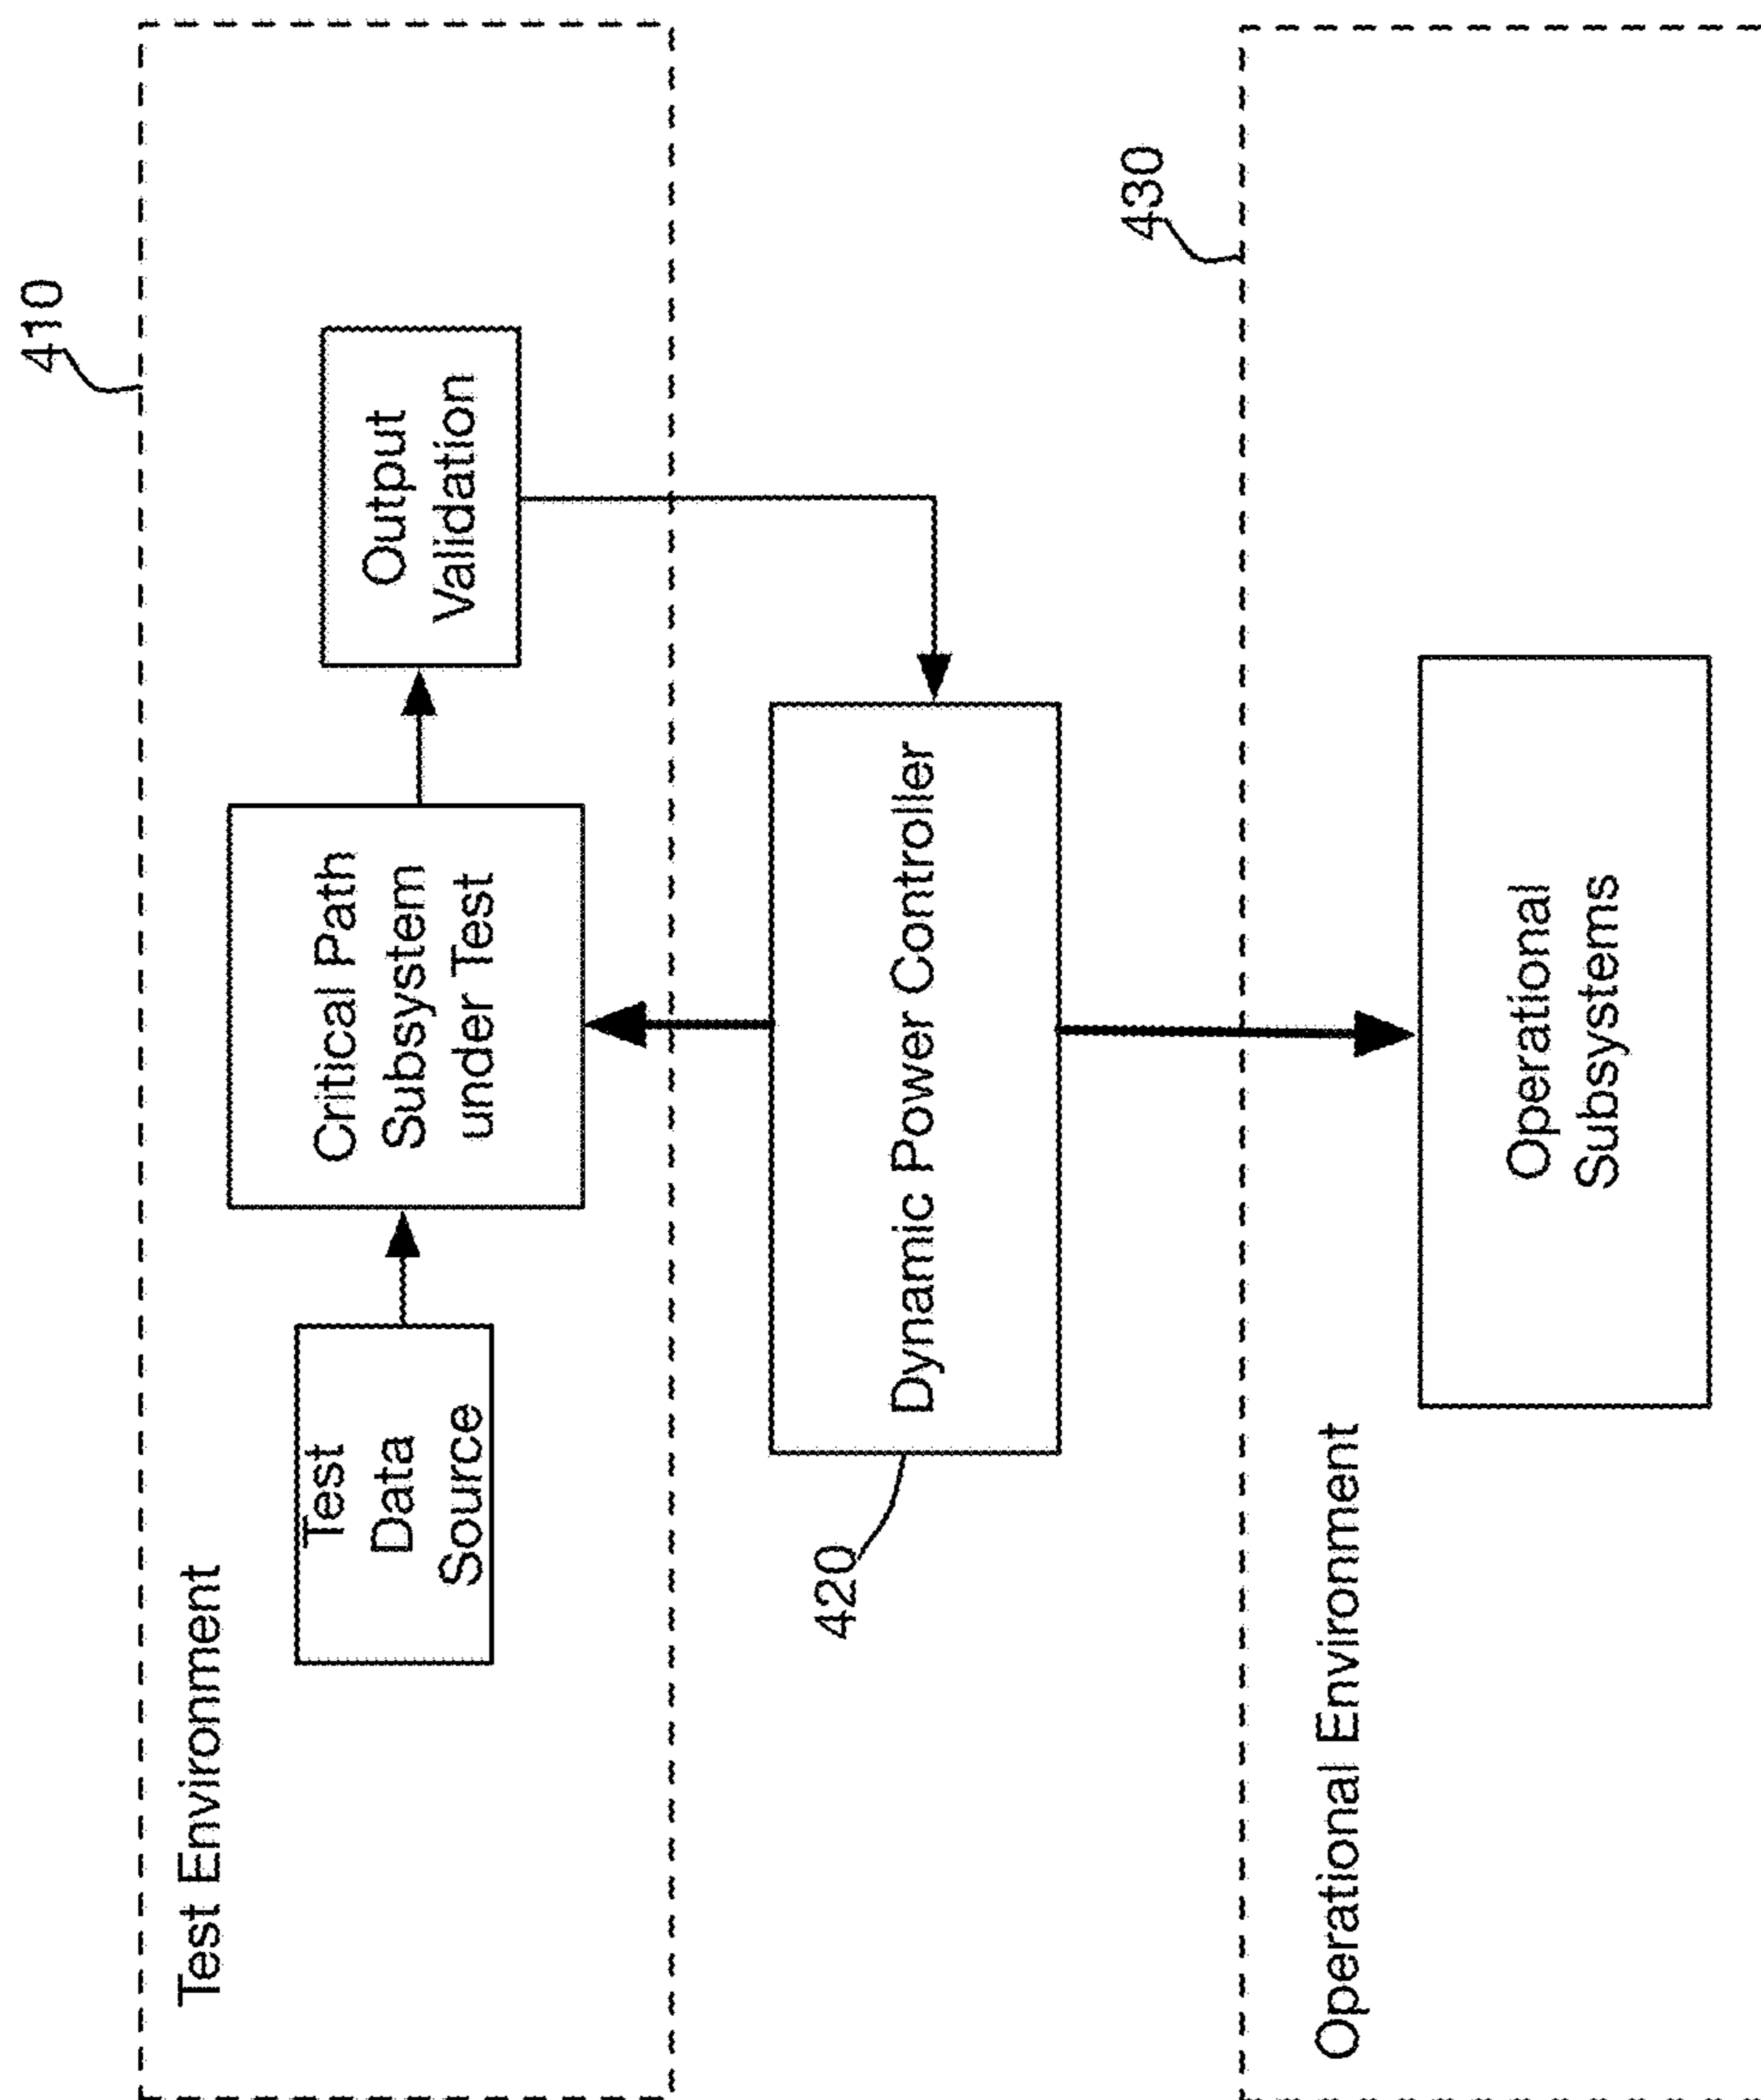 410
Test Environment
Test
Data
Source
Critical Path
Subsystem
under Test
Output
Validation
420
Dynamic Power Controller
430
Operational Environment
Operational
Subsystems